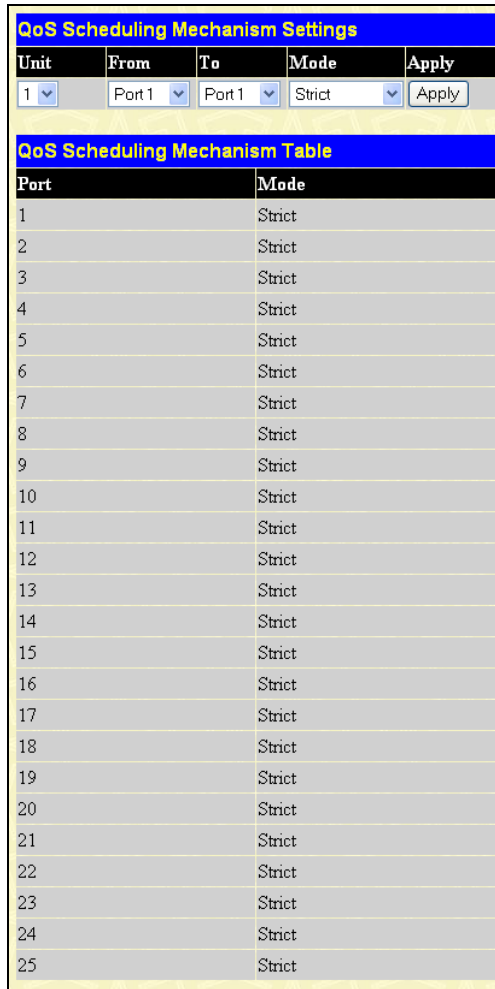 QoS Scheduling Mechanism Settings
Unit From To Mode Apply
1 Port 1 Port 1 Strict Apply
QoS Scheduling Mechanism Table
Port Mode
1 Strict
2 Strict
3 Strict
4 Strict
5 Strict
6 Strict
7 Strict
8 Strict
9 Strict
10 Strict
11 Strict
12 Strict
13 Strict
14 Strict
15 Strict
16 Strict
17 Strict
18 Strict
19 Strict
20 Strict
21 Strict
22 Strict
23 Strict
24 Strict
25 Strict